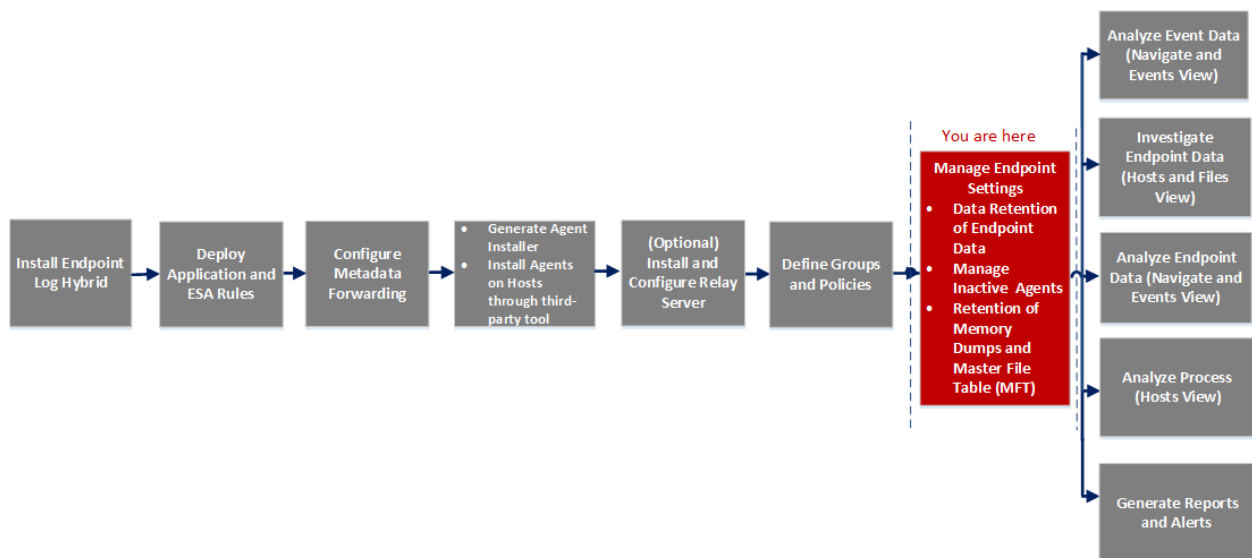 Install Endpoint
Log Hybrid
Deploy
Application and
ESA Rules
Configure
Metadata
Forwarding
• Generate Agent
Installer
• Install Agents
on Hosts
through third-
party tool
(Optional)
Install and
Configure Relay
Server
Define Groups
and Policies
You are here
Manage Endpoint
Settings
• Data Retention
of Endpoint
Data
• Manage
Inactive Agents
• Retention of
Memory
Dumps and
Master File
Table (MFT)
Analyze Event Data
(Navigate and
Events View)
Investigate
Endpoint Data
(Hosts and Files
View)
Analyze Endpoint
Data (Navigate and
Events View)
Analyze Process
(Hosts View)
Generate Reports
and Alerts